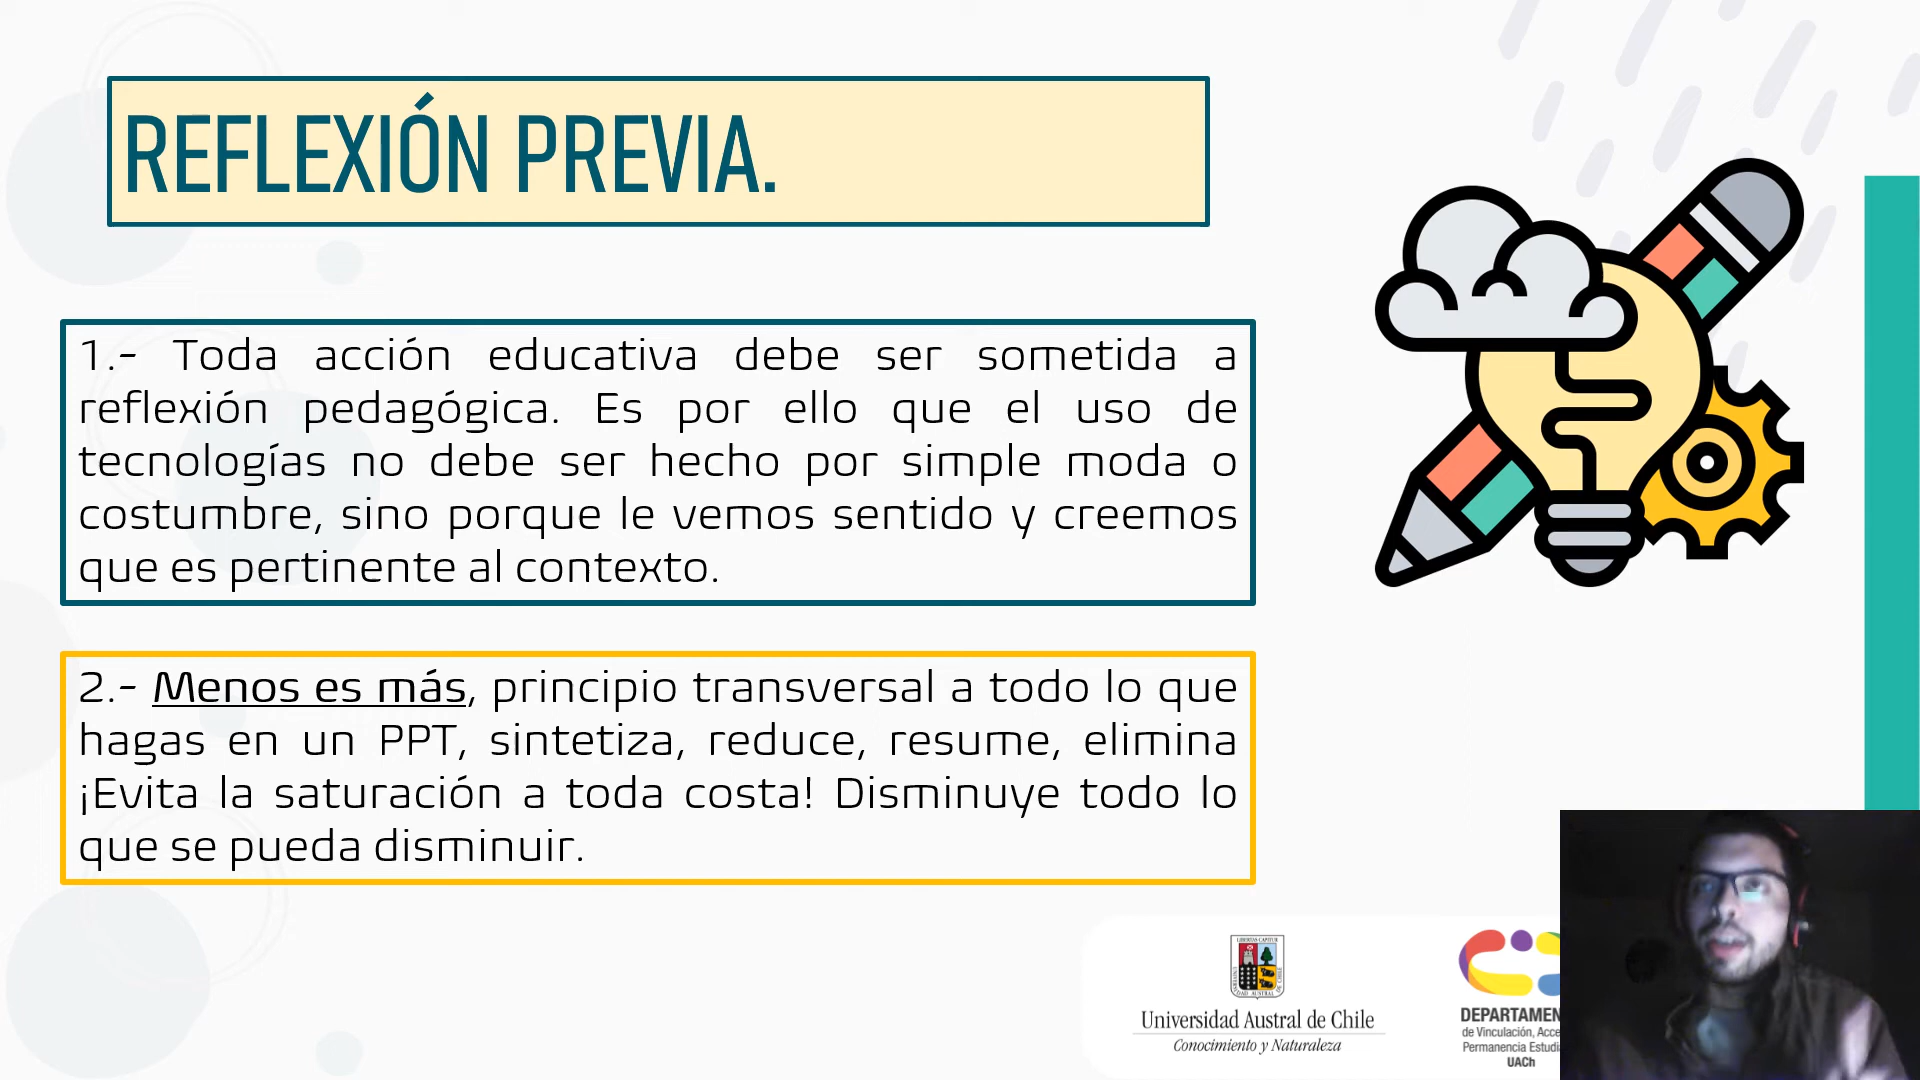 REFLEXIÓN PREVIA.
1.- Toda acción educativa debe ser sometida a
reflexión pedagógica. Es por ello que el uso de
tecnologías no debe ser hecho por simple moda o
costumbre, sino porque le vemos sentido y creemos
que es pertinente al contexto.
2.- Menos es más, principio transversal a todo lo que
hagas en un PPT, sintetiza, reduce, resume, elimina
¡Evita la saturación a toda costa! Disminuye todo lo
que se pueda disminuir.
LIBERTAS CAPITUR
Universidad Austral de Chile
Conocimiento y Naturaleza
de Vinculación,
Permanencia
UACh